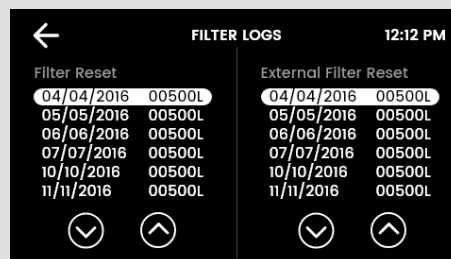 FILTER LOGS 12:12 PM
Filter Reset
04/04/2016 00500L
05/05/2016 00500L
06/06/2016 00500L
07/07/2016 00500L
10/10/2016 00500L
11/11/2016 00500L
External Filter Reset
04/04/2016 00500L
05/05/2016 00500L
06/06/2016 00500L
07/07/2016 00500L
10/10/2016 00500L
11/11/2016 00500L